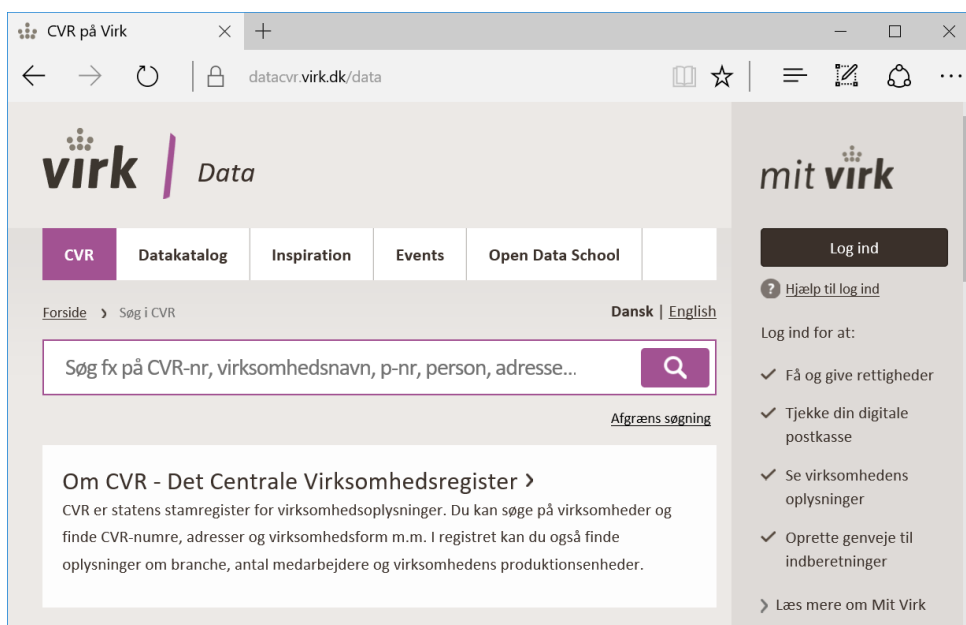 CVR på Virk
datacvr.virk.dk/data
virk Data
CVR Datakatalog Inspiration Events Open Data School
Forside › Søg i CVR Dansk | English
Søg fx på CVR-nr, virksomhedsnavn, p-nr, person, adresse...
Afgræns søgning
Om CVR - Det Centrale Virksomhedsregister ›
CVR er statens stamregister for virksomhedsoplysninger. Du kan søge på virksomheder og
finde CVR-numre, adresser og virksomhedsform m.m. I registret kan du også finde
oplysninger om branche, antal medarbejdere og virksomhedens produktionsenheder.
mit virk
Log ind
? Hjælp til log ind
Log ind for at:
Få og give rettigheder
Tjekke din digitale
postkasse
Se virksomhedens
oplysninger
Oprette genveje til
indberetninger
› Læs mere om Mit Virk